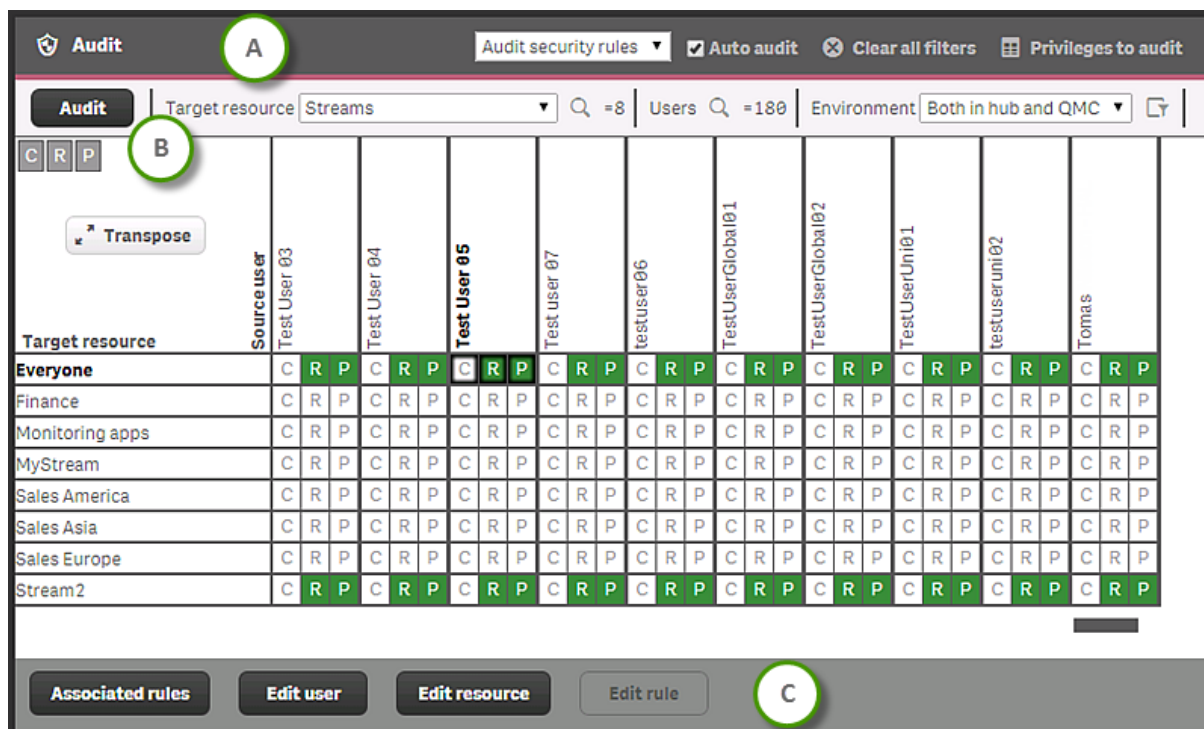 Audit
A
Audit security rules
Auto audit
Clear all filters
Privileges to audit
Audit
Target resource Streams
=8
Users =180
Environment Both in hub and QMC
C R P
B
Transpose
Target resource
Source user
Test User 03
Test User 04
Test User 05
Test user 07
testuser06
TestUserGlobal01
TestUserGlobal02
TestUserUni01
testuseruni02
Tomas
Everyone C R P C R P C R P C R P C R P C R P C R P C R P C R P C R P
Finance C R P C R P C R P C R P C R P C R P C R P C R P C R P C R P
Monitoring apps C R P C R P C R P C R P C R P C R P C R P C R P C R P C R P
MyStream C R P C R P C R P C R P C R P C R P C R P C R P C R P C R P
Sales America C R P C R P C R P C R P C R P C R P C R P C R P C R P C R P
Sales Asia C R P C R P C R P C R P C R P C R P C R P C R P C R P C R P
Sales Europe C R P C R P C R P C R P C R P C R P C R P C R P C R P C R P
Stream2 C R P C R P C R P C R P C R P C R P C R P C R P C R P C R P
Associated rules
Edit user
Edit resource
Edit rule
C